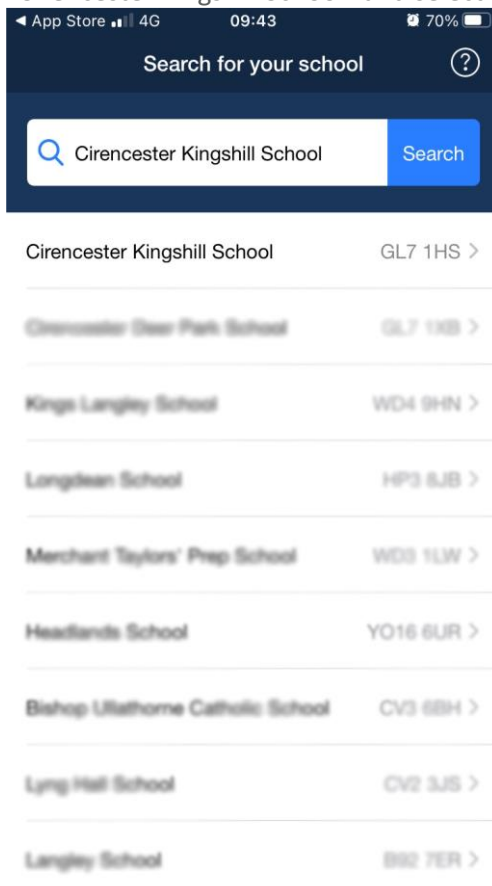 App Store 4G 09:43 70%
Search for your school ?
Cirencester Kingshill School Search
Cirencester Kingshill School GL7 1HS
Cirencester Deer Park School GL7 1XB
Kings Langley School WD4 9HN
Longdean School HP3 8JB
Merchant Taylors' Prep School WD3 1LW
Headlands School YO16 6UR
Bishop Ullathorne Catholic School CV3 6BH
Lyng Hall School CV2 3JS
Langley School B92 7ER